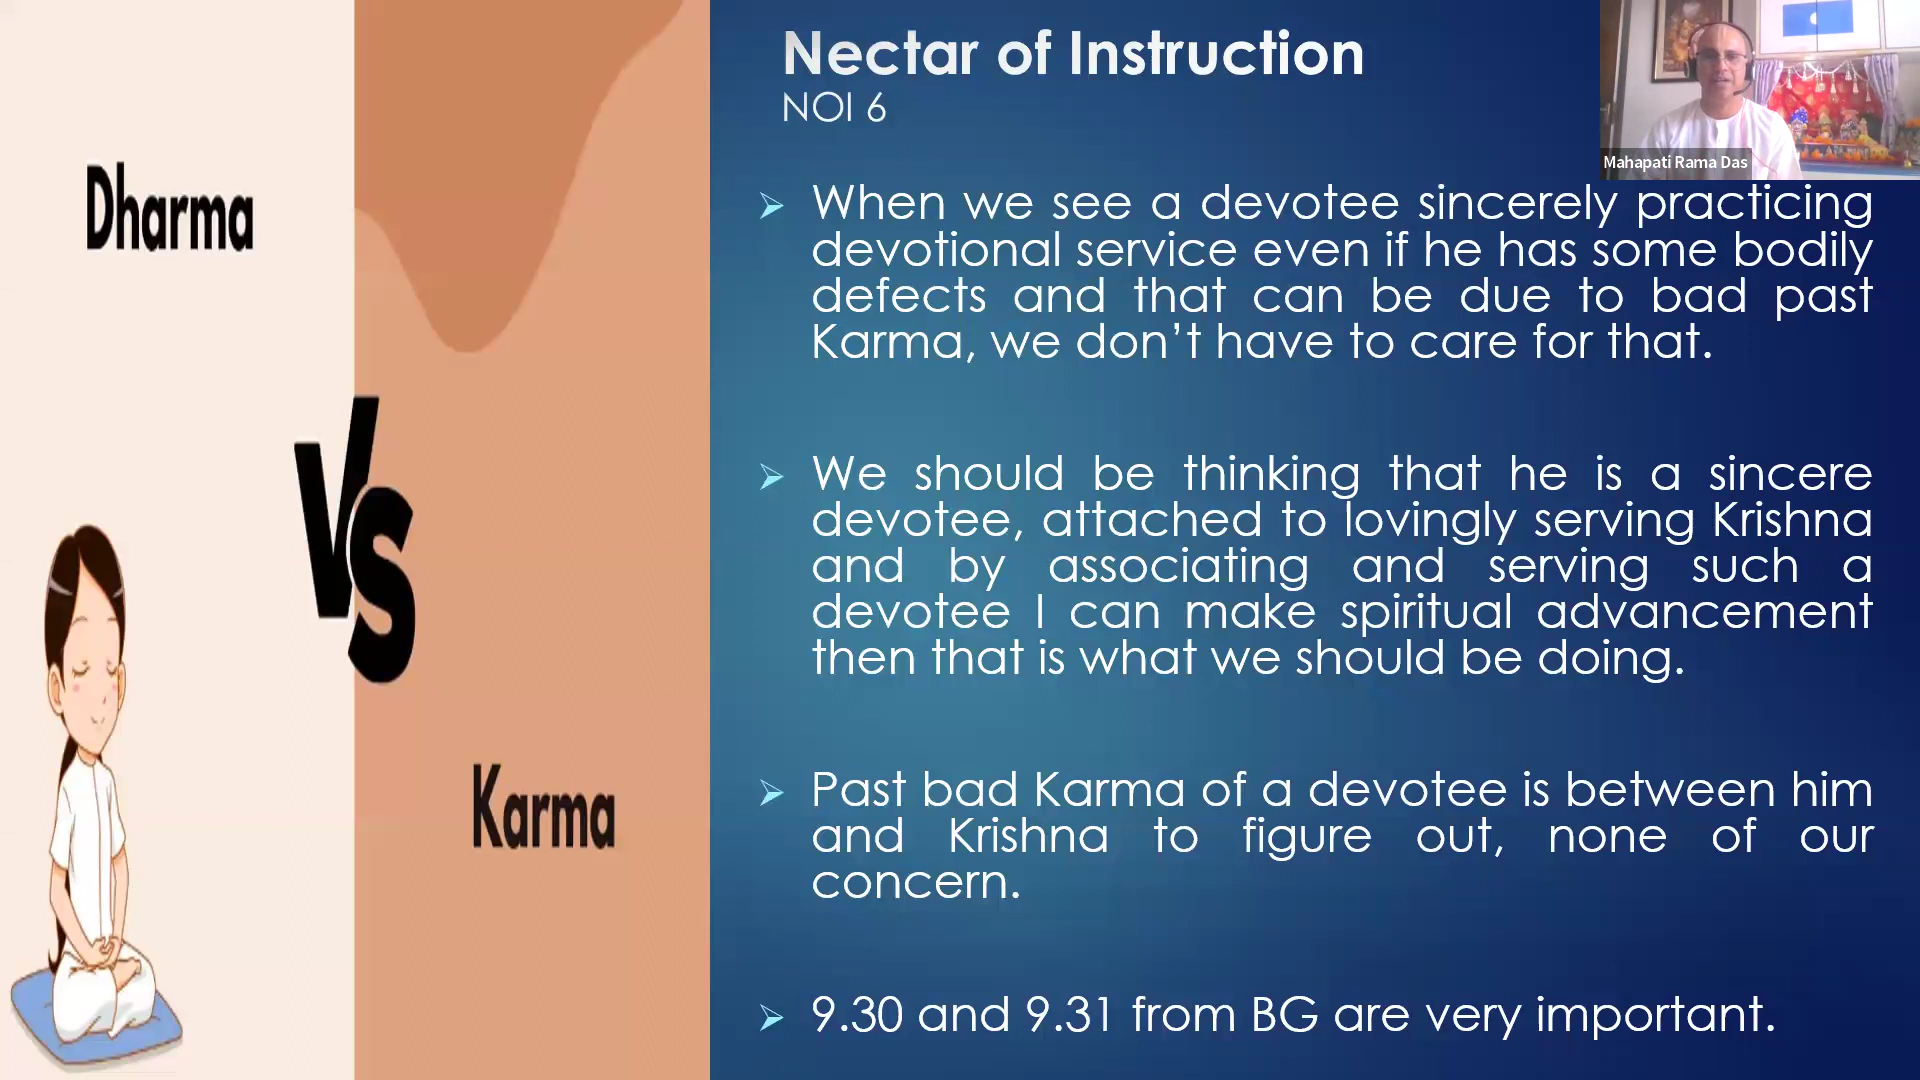 Dharma
Vs
Karma
Nectar of Instruction
NOI 6
Mahapati Rama Das
➢ When we see a devotee sincerely practicing
devotional service even if he has some bodily
defects and that can be due to bad past
Karma, we don’t have to care for that.
➢ We should be thinking that he is a sincere
devotee, attached to lovingly serving Krishna
and by associating and serving such a
devotee I can make spiritual advancement
then that is what we should be doing.
➢ Past bad Karma of a devotee is between him
and Krishna to figure out, none of our
concern.
➢ 9.30 and 9.31 from BG are very important.